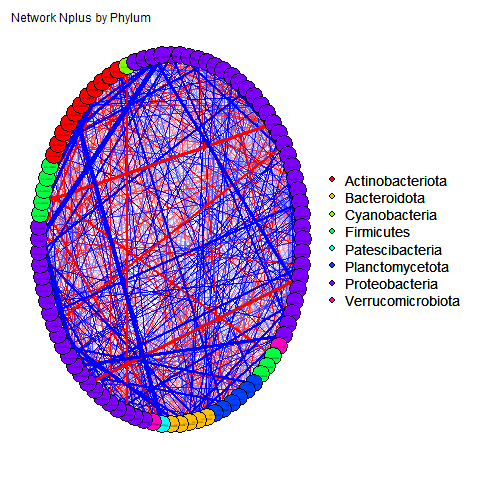 Network Nplus by Phylum
Actinobacteriota
Bacteroidota
Cyanobacteria
Firmicutes
Patescibacteria
Planctomycetota
Proteobacteria
Verrucomicrobiota